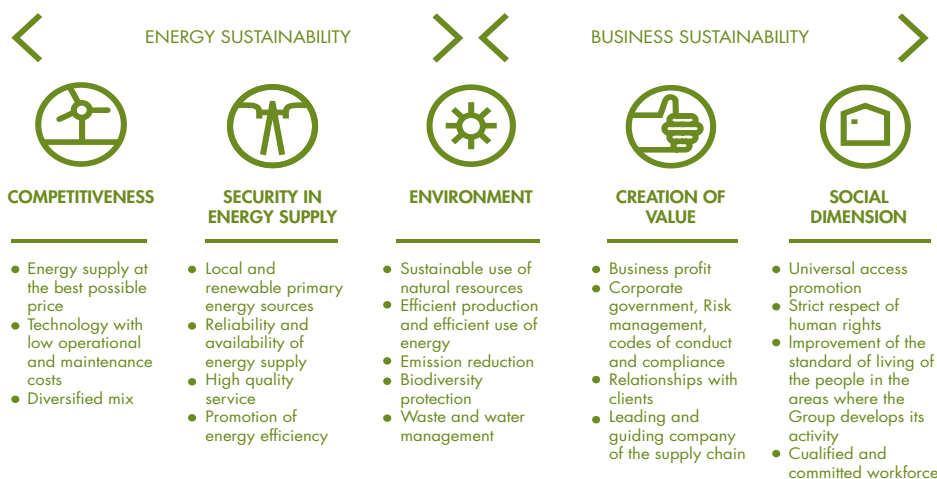 ENERGY SUSTAINABILITY
BUSINESS SUSTAINABILITY
COMPETITIVENESS
Energy supply at
the best possible
price
Technology with
low operational
and maintenance
costs
Diversified mix
SECURITY IN
ENERGY SUPPLY
Local and
renewable primary
energy sources
Reliability and
availability of
energy supply
High quality
service
Promotion of
energy efficiency
ENVIRONMENT
Sustainable use of
natural resources
Efficient production
and efficient use of
energy
Emission reduction
Biodiversity
protection
Waste and water
management
CREATION OF
VALUE
Business profit
Corporate
government, Risk
management,
codes of conduct
and compliance
Relationships with
clients
Leading and
guiding company
of the supply chain
SOCIAL
DIMENSION
Universal access
promotion
Strict respect of
human rights
Improvement of the
standard of living of
the people in the
areas where the
Group develops its
activity
Cualified and
committed workforce